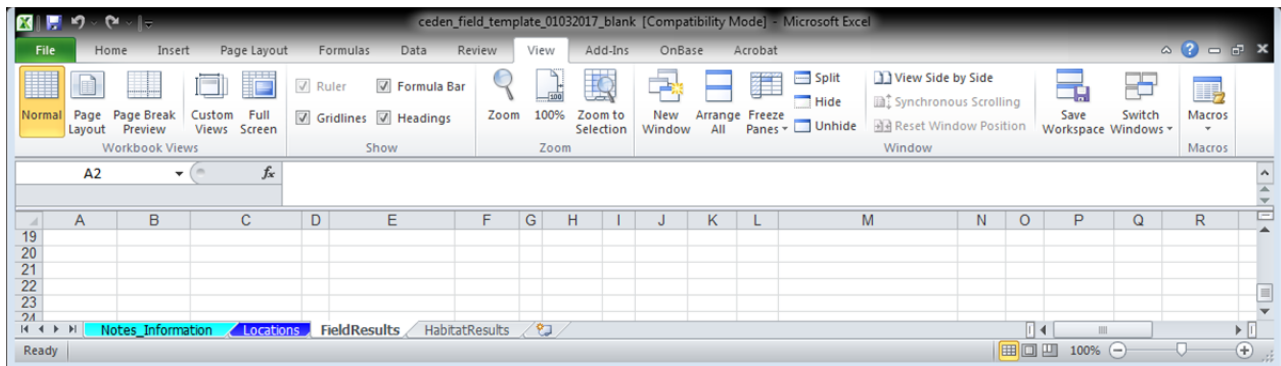 ceden_field_template_01032017_blank [Compatibility Mode] - Microsoft Excel
File Home Insert Page Layout Formulas Data Review View Add-Ins OnBase Acrobat
Normal Page Layout Page Break Preview Custom Views Full Screen
Workbook Views
Ruler Formula Bar
Gridlines Headings
Show
Zoom 100% Zoom to Selection
Zoom
New Window Arrange All Freeze Panes
Split
Hide
Unhide
View Side by Side
Synchronous Scrolling
Reset Window Position
Save Workspace Switch Windows
Window
Macros
Macros
A2 fx
A B C D E F G H I J K L M N O P Q R
19
20
21
22
23
24
Notes_Information Locations FieldResults HabitatResults
Ready 100%